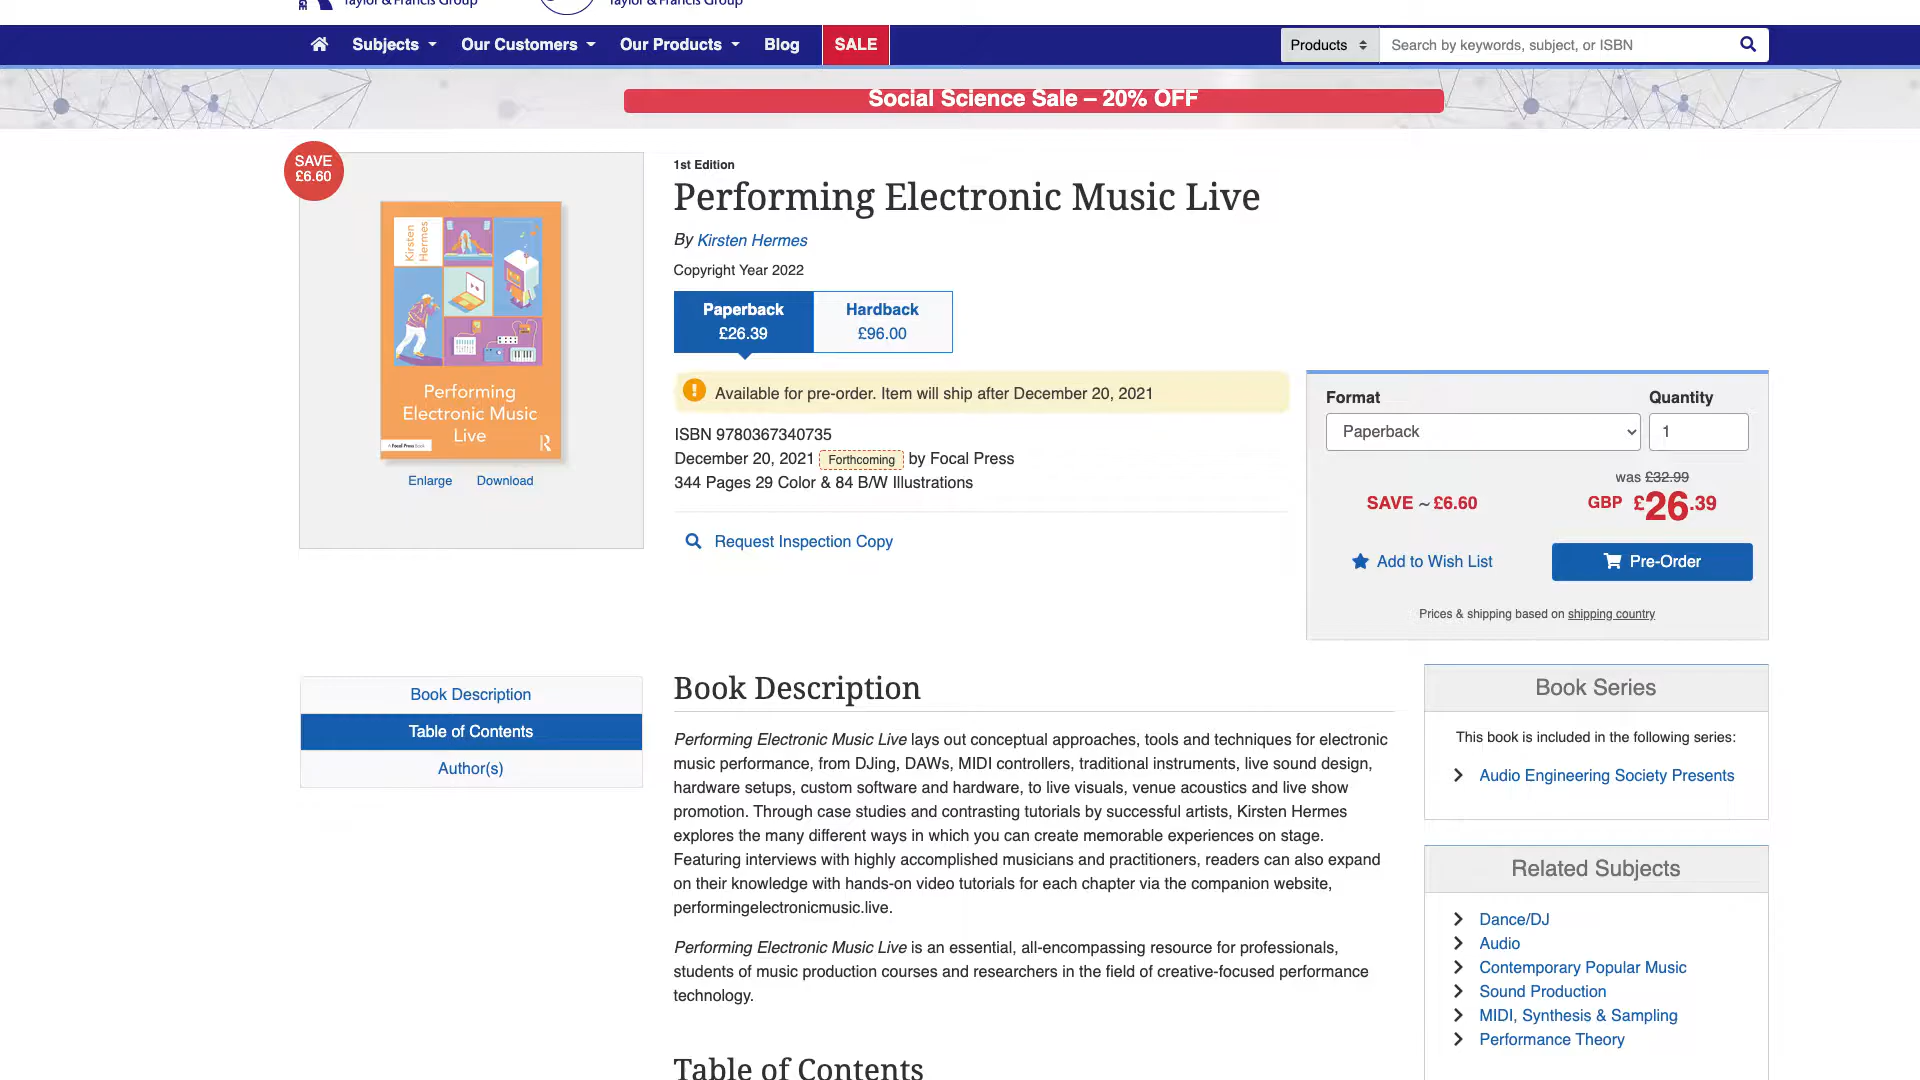 Taylor & Francis Group
Taylor & Francis Group
Subjects
Our Customers
Our Products
Blog
SALE
Products
Search by keywords, subject, or ISBN
Social Science Sale – 20% OFF
SAVE
£6.60
Kirsten
Hermes
Performing
Electronic Music
Live
A Focal Press Book
R
Enlarge
Download
1st Edition
Performing Electronic Music Live
By Kirsten Hermes
Copyright Year 2022
Paperback
£26.39
Hardback
£96.00
Available for pre-order. Item will ship after December 20, 2021
ISBN 9780367340735
December 20, 2021 Forthcoming by Focal Press
344 Pages 29 Color & 84 B/W Illustrations
Request Inspection Copy
Format
Quantity
Paperback
1
was £32.99
SAVE ~ £6.60
GBP £26.39
Add to Wish List
Pre-Order
Prices & shipping based on shipping country
Book Description
Table of Contents
Author(s)
Book Description
Performing Electronic Music Live lays out conceptual approaches, tools and techniques for electronic
music performance, from DJing, DAWs, MIDI controllers, traditional instruments, live sound design,
hardware setups, custom software and hardware, to live visuals, venue acoustics and live show
promotion. Through case studies and contrasting tutorials by successful artists, Kirsten Hermes
explores the many different ways in which you can create memorable experiences on stage.
Featuring interviews with highly accomplished musicians and practitioners, readers can also expand
on their knowledge with hands-on video tutorials for each chapter via the companion website,
performingelectronicmusic.live.
Performing Electronic Music Live is an essential, all-encompassing resource for professionals,
students of music production courses and researchers in the field of creative-focused performance
technology.
Table of Contents
Book Series
This book is included in the following series:
Audio Engineering Society Presents
Related Subjects
Dance/DJ
Audio
Contemporary Popular Music
Sound Production
MIDI, Synthesis & Sampling
Performance Theory